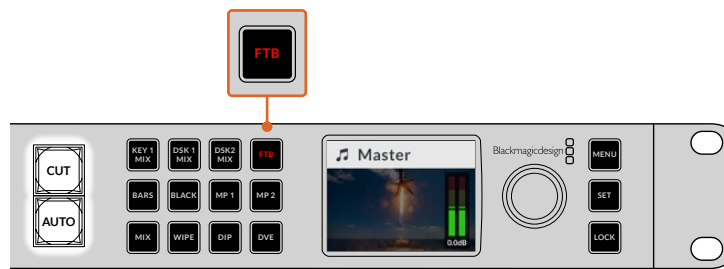 FTB
KEY 1
MIX
DSK 1
MIX
DSK2
MIX
FTB
♫ Master
Blackmagicdesign
MENU
CUT
BARS
BLACK
MP 1
MP 2
SET
AUTO
MIX
WIPE
DIP
DVE
0.0dB
LOCK